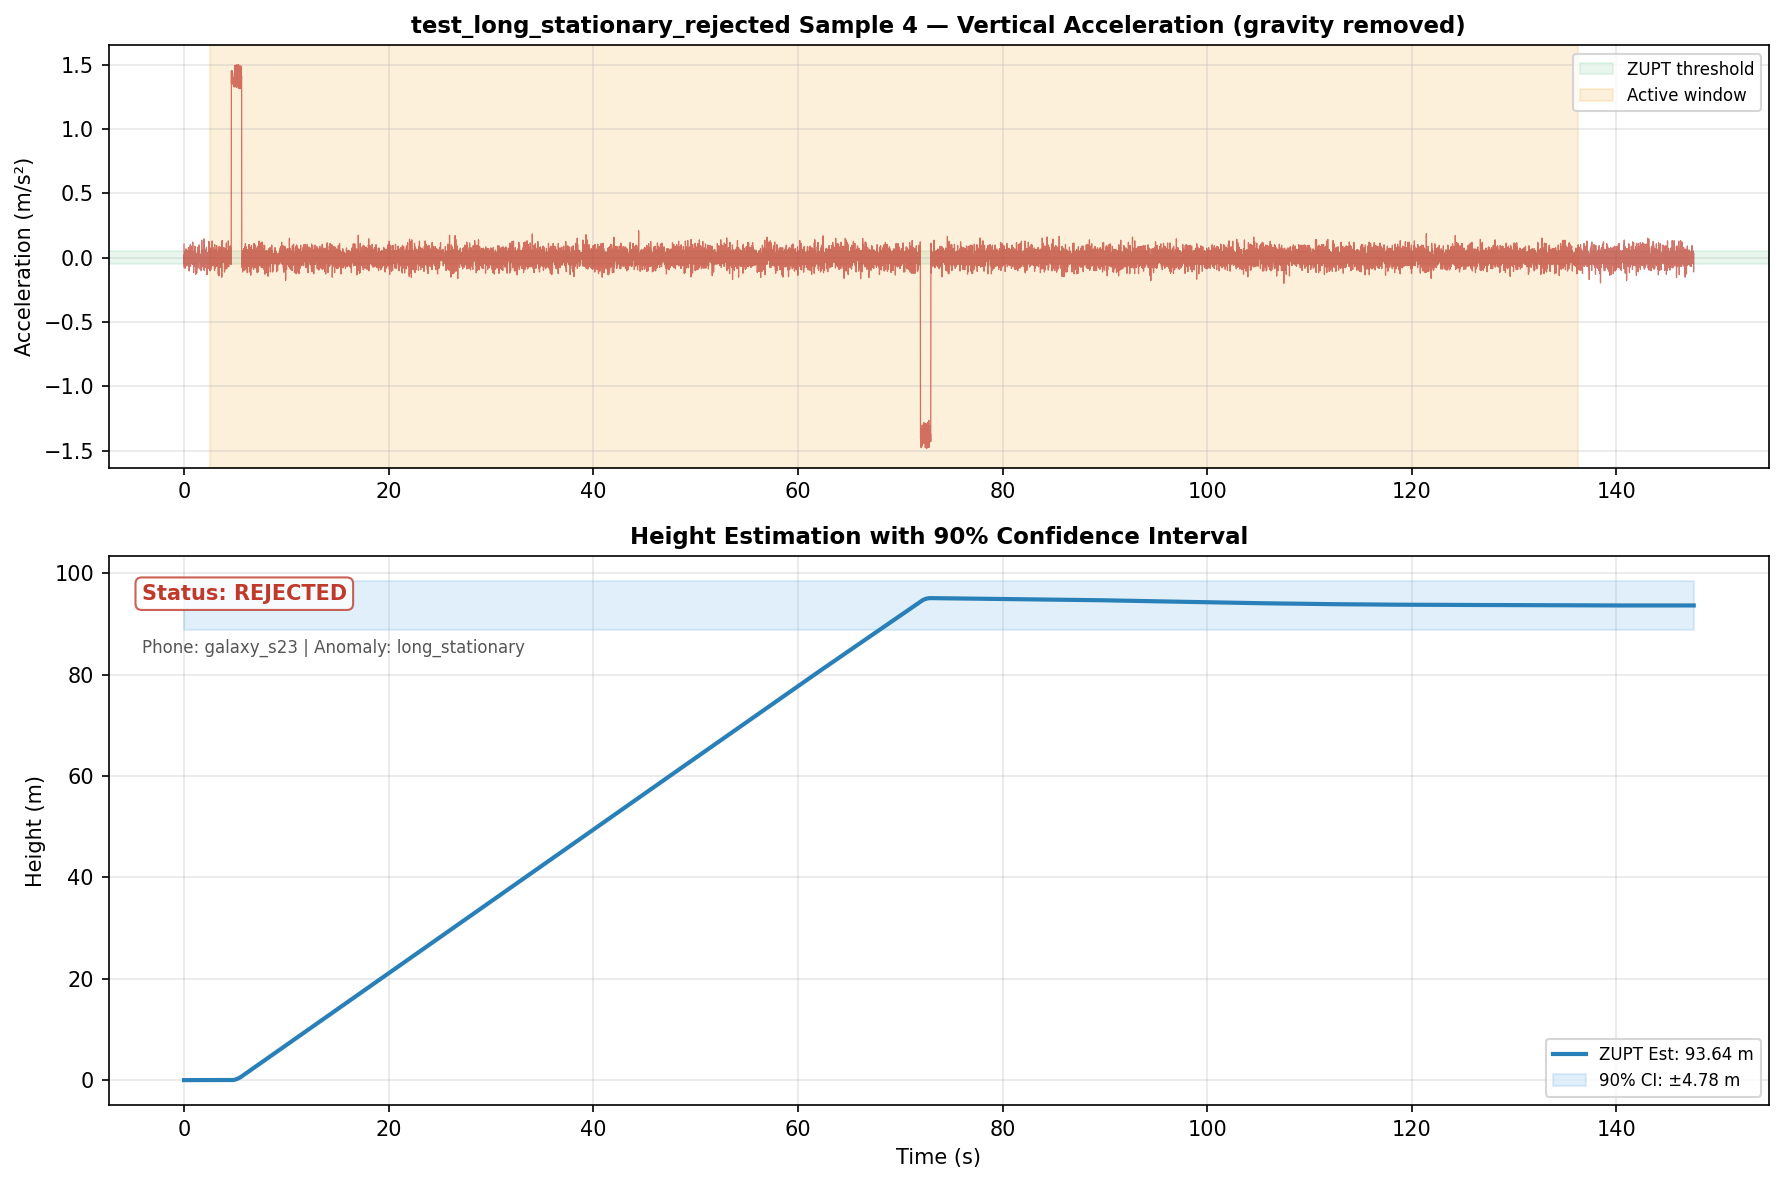 test_long_stationary_rejected Sample 4 — Vertical Acceleration (gravity removed)
ZUPT threshold
Active window
Acceleration (m/s²)
1.5
1.0
0.5
0.0
−0.5
−1.0
−1.5
0 20 40 60 80 100 120 140
Height Estimation with 90% Confidence Interval
Status: REJECTED
Phone: galaxy_s23 | Anomaly: long_stationary
Height (m)
100
80
60
40
20
0
ZUPT Est: 93.64 m
90% CI: ±4.78 m
0 20 40 60 80 100 120 140
Time (s)